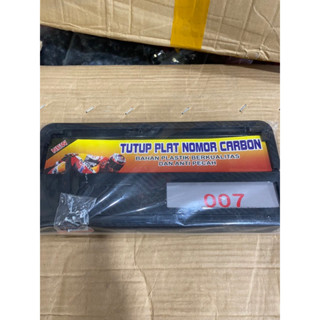 TUTUP PLAT NOMOR CARBON
BAHAN PLASTIK BERKUALITAS
DAN ANTI PECAH
007